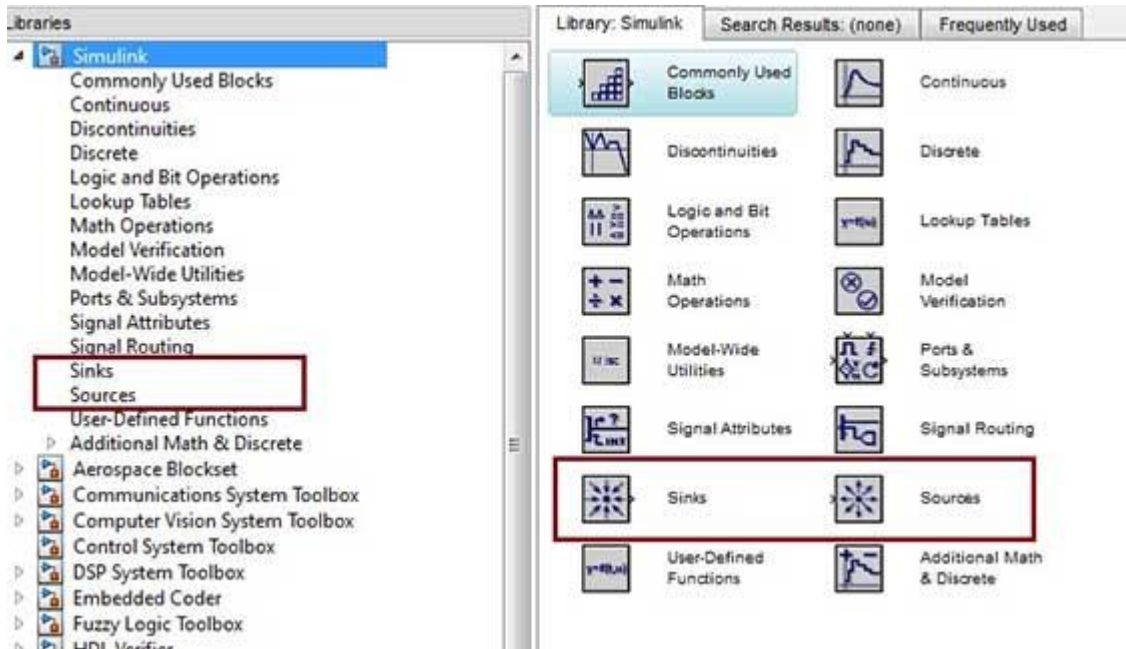 Libraries
Simulink
Commonly Used Blocks
Continuous
Discontinuities
Discrete
Logic and Bit Operations
Lookup Tables
Math Operations
Model Verification
Model-Wide Utilities
Ports & Subsystems
Signal Attributes
Signal Routing
Sinks
Sources
User-Defined Functions
Additional Math & Discrete
Aerospace Blockset
Communications System Toolbox
Computer Vision System Toolbox
Control System Toolbox
DSP System Toolbox
Embedded Coder
Fuzzy Logic Toolbox
HDL Verifier
Library: Simulink Search Results: (none) Frequently Used
Commonly Used
Blocks
Continuous
Discontinuities
Discrete
Logic and Bit
Operations
Lookup Tables
Math
Operations
Model
Verification
Model-Wide
Utilities
Ports &
Subsystems
Signal Attributes
Signal Routing
Sinks
Sources
User-Defined
Functions
Additional Math
& Discrete